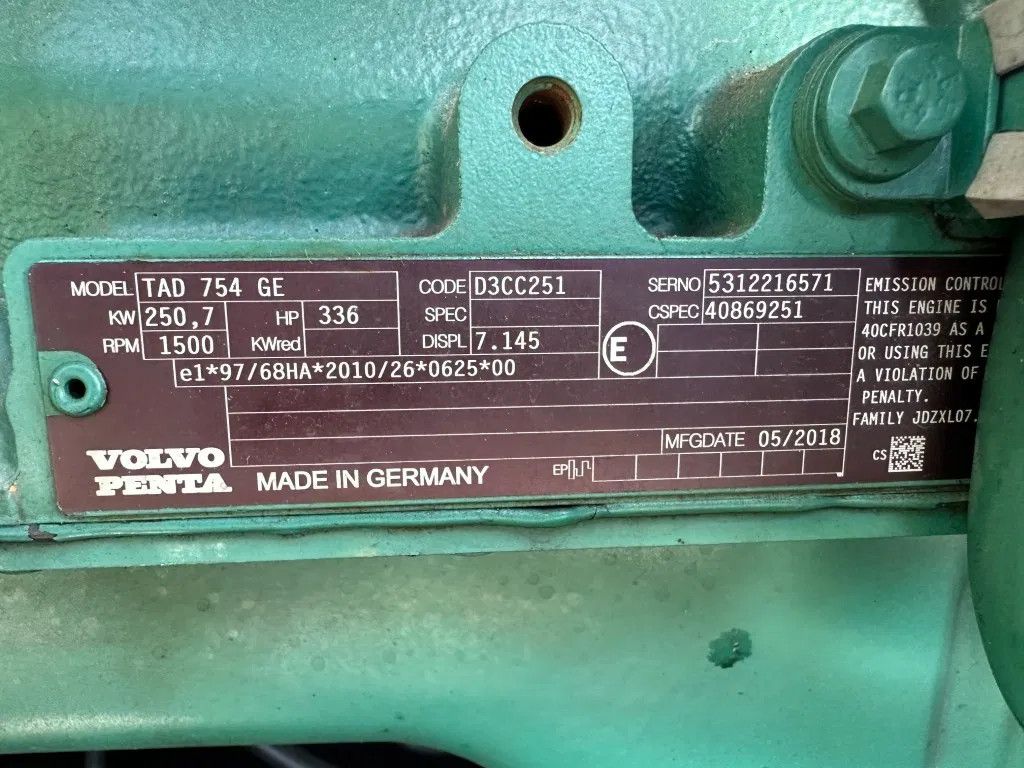 MODEL TAD 754 GE CODE D3CC251 SERNO 5312216571
KW 250,7 HP 336 SPEC CSPEC 40869251
RPM 1500 KWred DISPL 7.145 E
e1*97/68HA*2010/26*0625*00
MFGDATE 05/2018
VOLVO
PENTA
MADE IN GERMANY
EP
EMISSION CONTROL
THIS ENGINE IS
40CFR1039 AS A
OR USING THIS E
A VIOLATION OF
PENALTY.
FAMILY JDZXL07.
CS